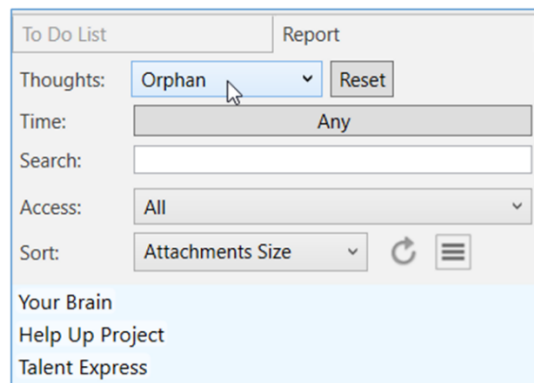 To Do List Report
Thoughts: Orphan Reset
Time: Any
Search:
Access: All
Sort: Attachments Size
Your Brain
Help Up Project
Talent Express